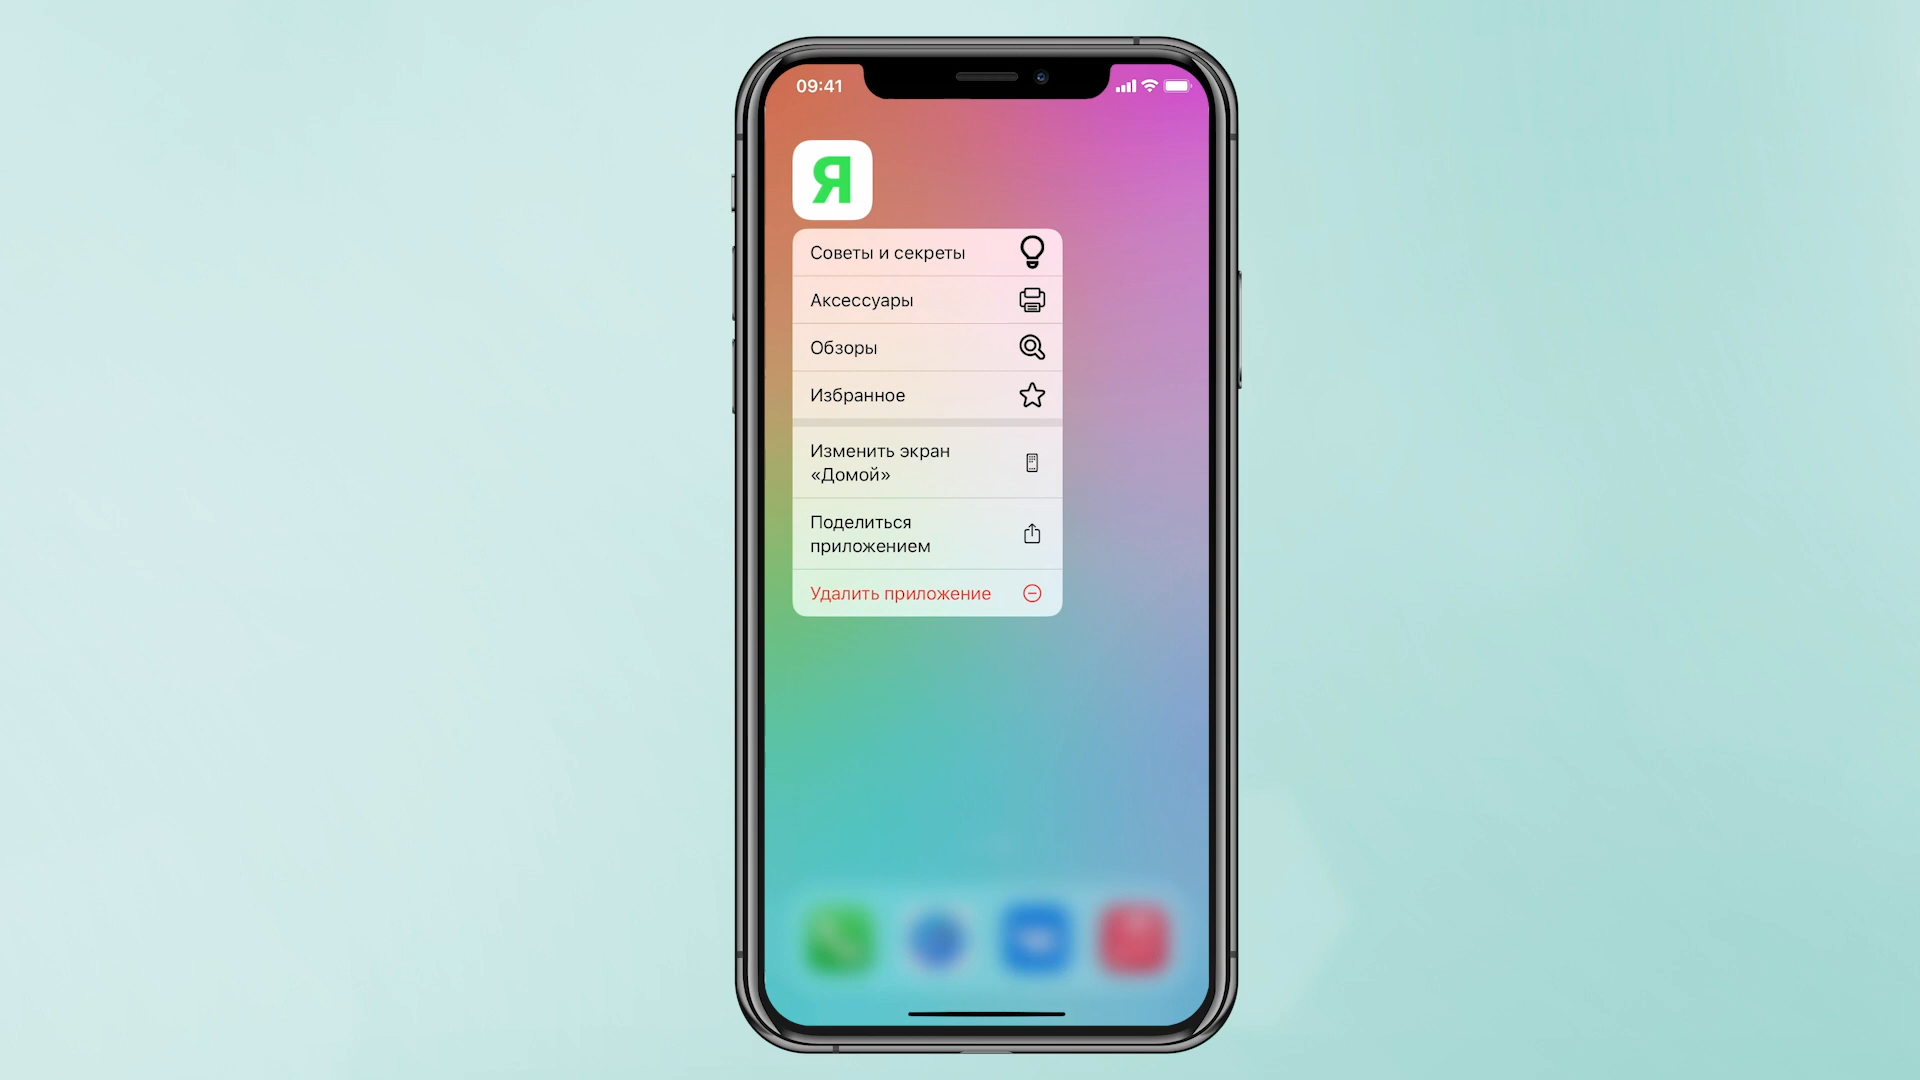 09:41
Я
Советы и секреты
Аксессуары
Обзоры
Избранное
Изменить экран
«Домой»
Поделиться
приложением
Удалить приложение